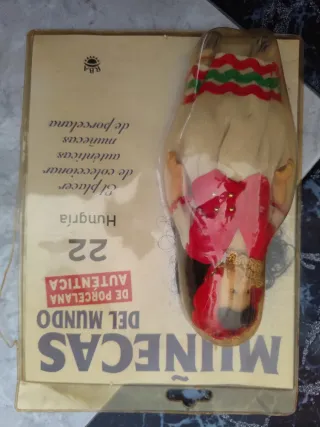 MUÑECAS
DEL MUNDO
DE PORCELANA
AUTÉNTICA
22
Hungría
El placer
de coleccionar
auténticas
muñecas
de porcelana